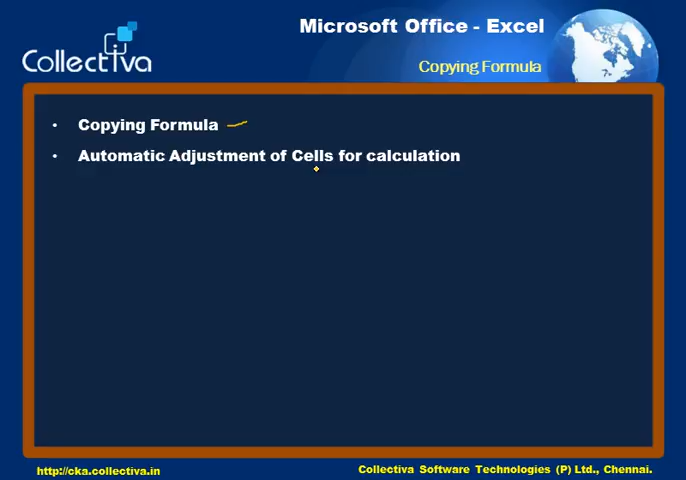 Microsoft Office - Excel
Collectiva
Copying Formula
• Copying Formula
• Automatic Adjustment of Cells for calculation
http://cka.collectiva.in
Collectiva Software Technologies (P) Ltd., Chennai.